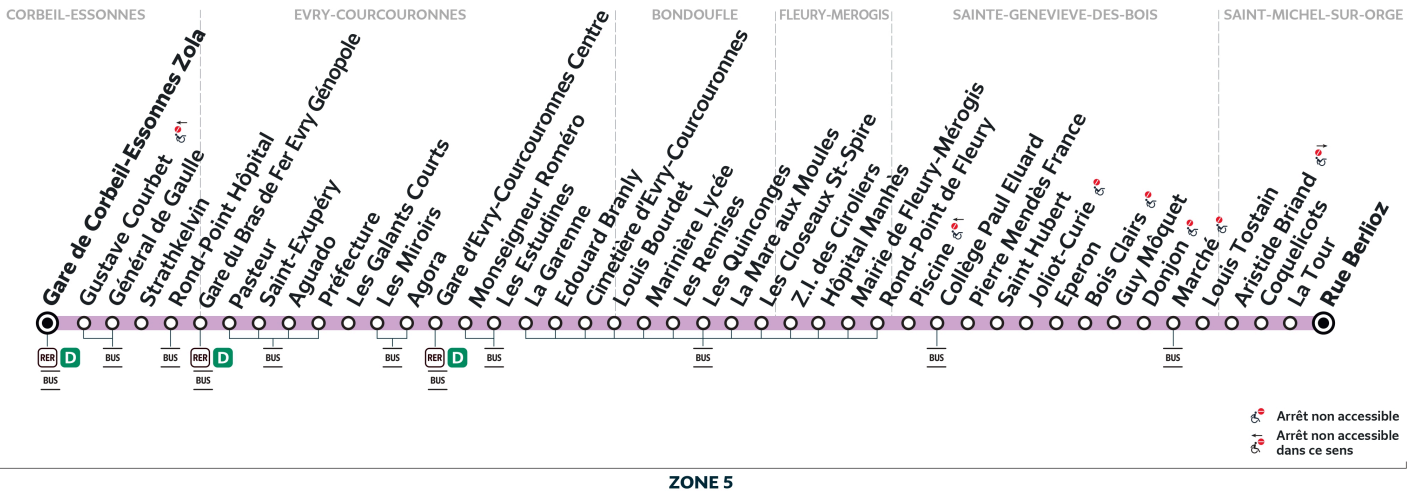 CORBEIL-ESSONNES
EVRY-COURCOURONNES
BONDOUFLE
FLEURY-MEROGIS
SAINTE-GENEVIEVE-DES-BOIS
SAINT-MICHEL-SUR-ORGE
Gare de Corbeil-Essonnes Zola
Gustave Courbet
Général de Gaulle
Strathkelvin
Rond-Point Hôpital
Gare du Bras de Fer Evry Génopole
Pasteur
Saint-Exupéry
Aguado
Préfecture
Les Galants Courts
Les Miroirs
Agora
Gare d'Evry-Courcouronnes Centre
Monseigneur Roméro
Les Estudines
La Garenne
Edouard Branly
Cimetière d'Evry-Courcouronnes
Louis Bourdet
Marinière Lycée
Les Remises
Les Quinconges
La Mare aux Moules
Les Closeaux St-Spire
Z.I. des Ciroliers
Hôpital Manhès
Mairie de Fleury-Mérogis
Rond-Point de Fleury
Piscine
Collège Paul Eluard
Pierre Mendès France
Saint Hubert
Joliot-Curie
Eperon
Bois Clairs
Guy Môquet
Donjon
Marché
Louis Tostain
Aristide Briand
Coquelicots
La Tour
Rue Berlioz
RER D
BUS
BUS
BUS
RER D
BUS
BUS
BUS
RER D
BUS
BUS
BUS
BUS
BUS
Arrêt non accessible
Arrêt non accessible
dans ce sens
ZONE 5